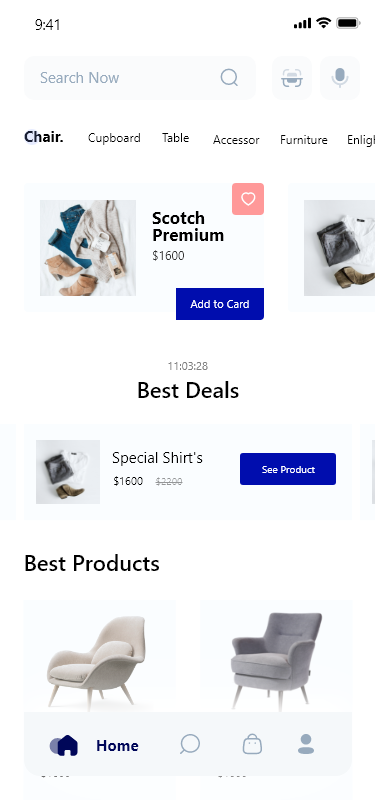 9:41
Search Now
Chair. Cupboard Table Accessor Furniture Enligh
Scotch
Premium
$1600
Add to Card
11:03:28
Best Deals
Special Shirt's
$1600 $2200
See Product
Best Products
Home